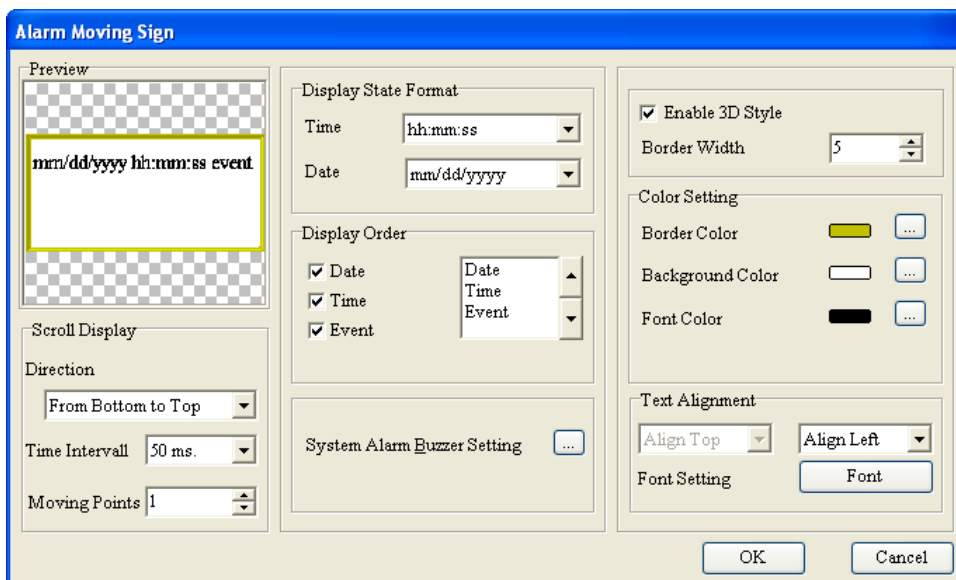 Alarm Moving Sign
Preview
mm/dd/yyyy hh:mm:ss event
Scroll Display
Direction
From Bottom to Top
Time Intervall 50 ms.
Moving Points 1
Display State Format
Time hh:mm:ss
Date mm/dd/yyyy
Display Order
Date
Time
Event
Date
Time
Event
System Alarm Buzzer Setting ...
Enable 3D Style
Border Width 5
Color Setting
Border Color ...
Background Color ...
Font Color ...
Text Alignment
Align Top Align Left
Font Setting Font
OK Cancel